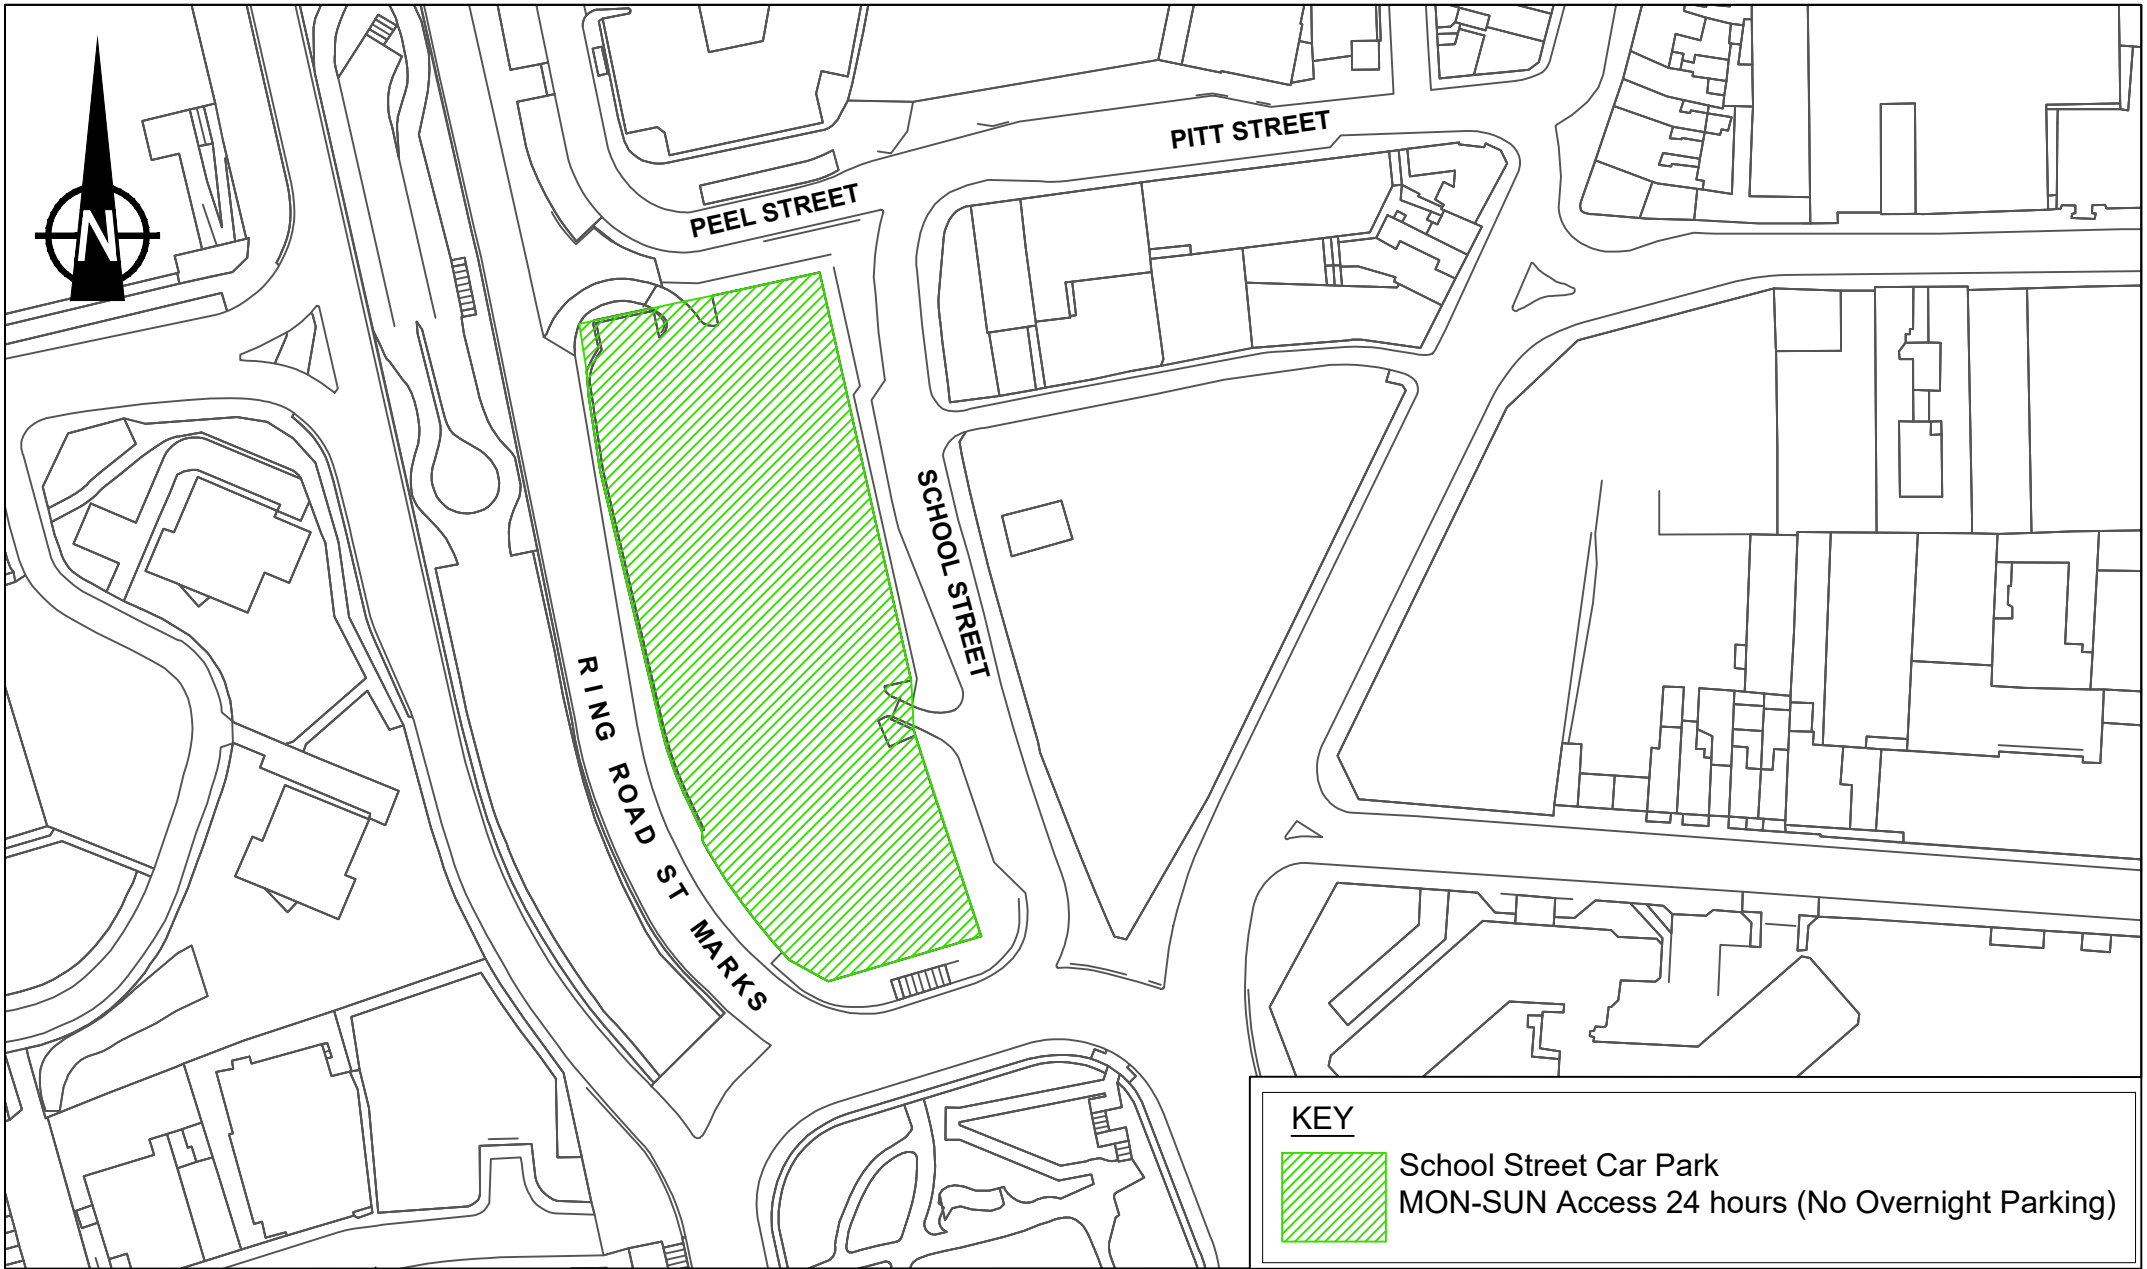 N
PITT STREET
PEEL STREET
SCHOOL STREET
RING ROAD ST MARKS
KEY
School Street Car Park
MON-SUN Access 24 hours (No Overnight Parking)